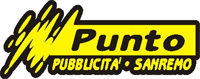 Punto
PUBBLICITA' • SANREMO